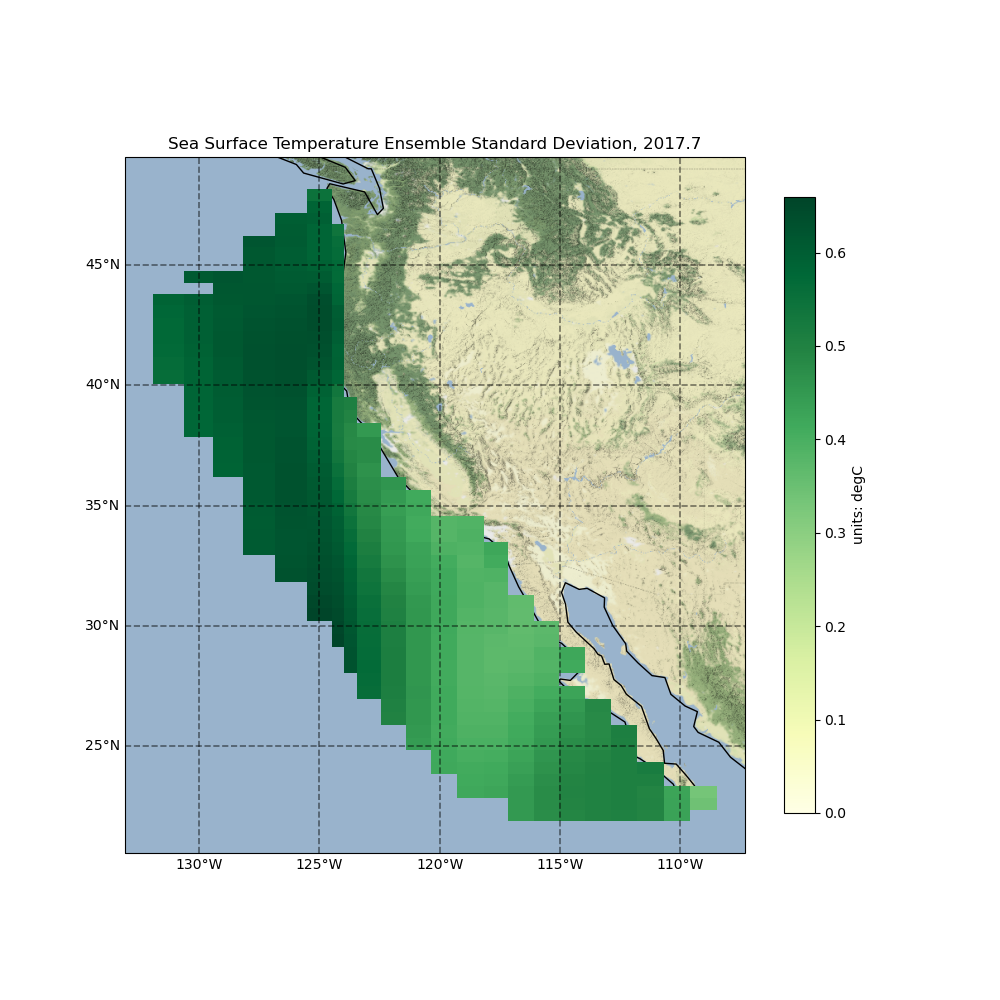 Sea Surface Temperature Ensemble Standard Deviation, 2017.7
45°N
40°N
35°N
30°N
25°N
130°W
125°W
120°W
115°W
110°W
0.6
0.5
0.4
0.3
0.2
0.1
0.0
units: degC